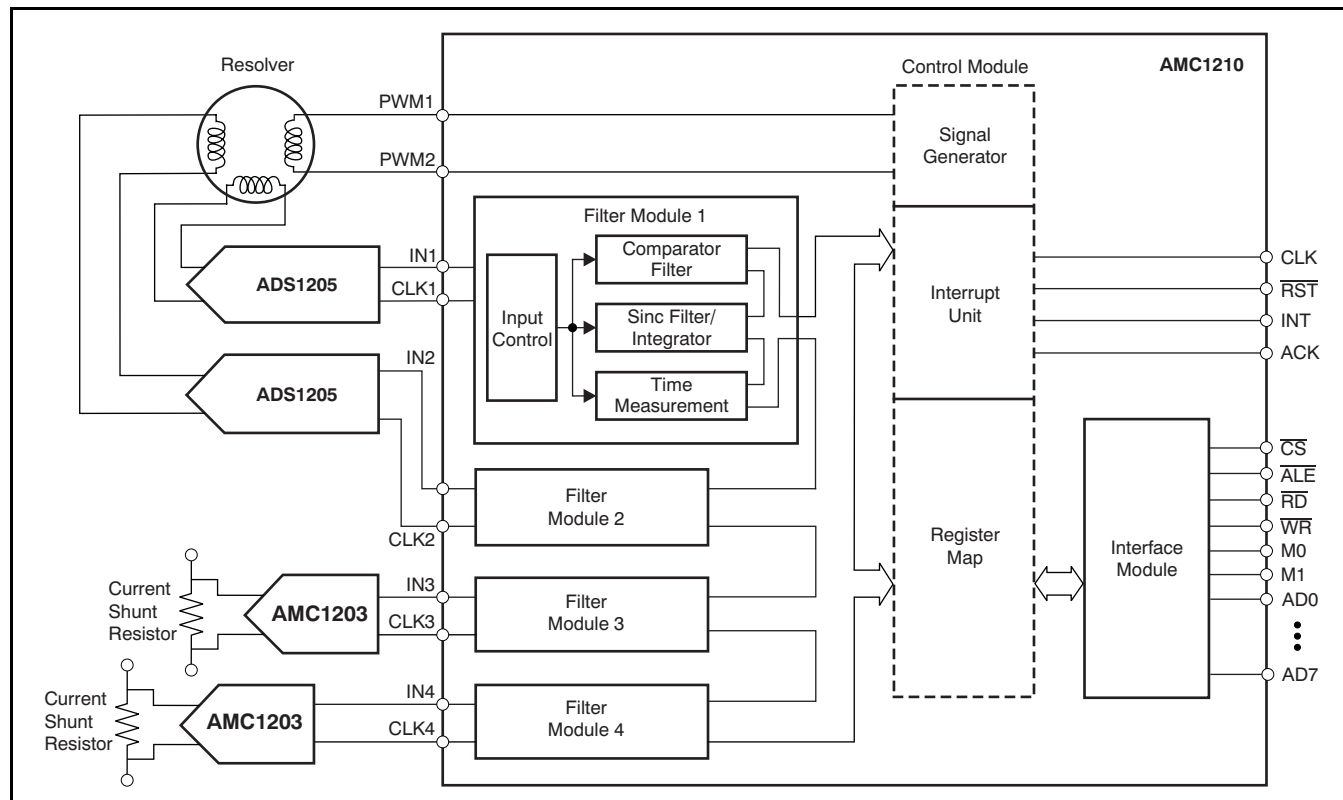 Resolver
AMC1210
Control Module
PWM1
PWM2
Signal
Generator
Filter Module 1
IN1
CLK1
ADS1205
Input
Control
Comparator
Filter
Sinc Filter/
Integrator
Time
Measurement
Interrupt
Unit
CLK
RST
INT
ACK
IN2
ADS1205
CLK2
Filter
Module 2
Register
Map
Interface
Module
CS
ALE
RD
WR
M0
M1
AD0
AD7
Current
Shunt
Resistor
AMC1203
IN3
CLK3
Filter
Module 3
Current
Shunt
Resistor
AMC1203
IN4
CLK4
Filter
Module 4